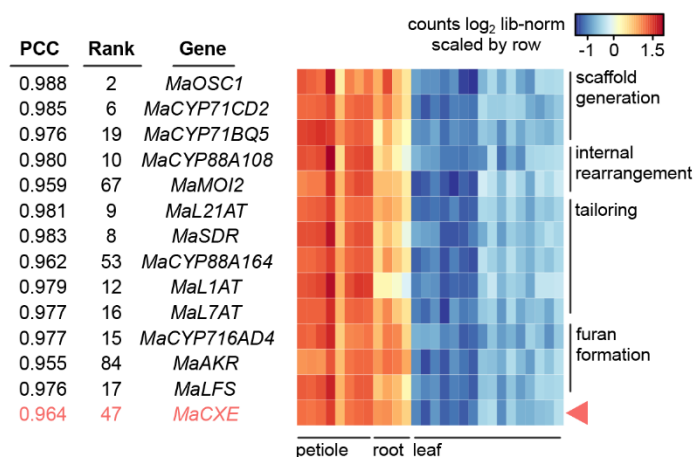 counts log₂ lib-norm
scaled by row
-1 0 1.5
PCC Rank Gene
0.988 2 MaOSC1
0.985 6 MaCYP71CD2
0.976 19 MaCYP71BQ5
0.980 10 MaCYP88A108
0.959 67 MaMOI2
0.981 9 MaL21AT
0.983 8 MaSDR
0.962 53 MaCYP88A164
0.979 12 MaL1AT
0.977 16 MaL7AT
0.977 15 MaCYP716AD4
0.955 84 MaAKR
0.976 17 MaLFS
0.964 47 MaCXE
scaffold
generation
internal
rearrangement
tailoring
furan
formation
petiole root leaf